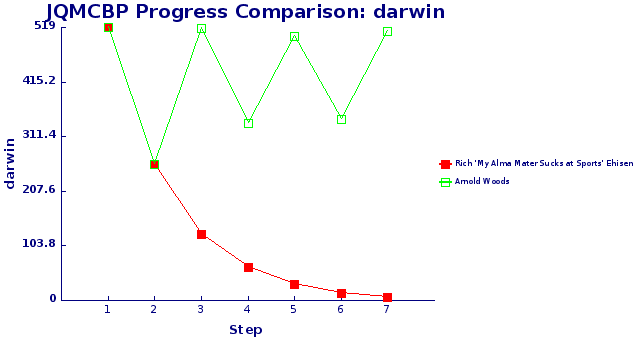 JQMCBP Progress Comparison: darwin
519
415.2
311.4
207.6
103.8
0
darwin
1 2 3 4 5 6 7
Step
Rich 'My Alma Mater Sucks at Sports' Ehisen
Arnold Woods